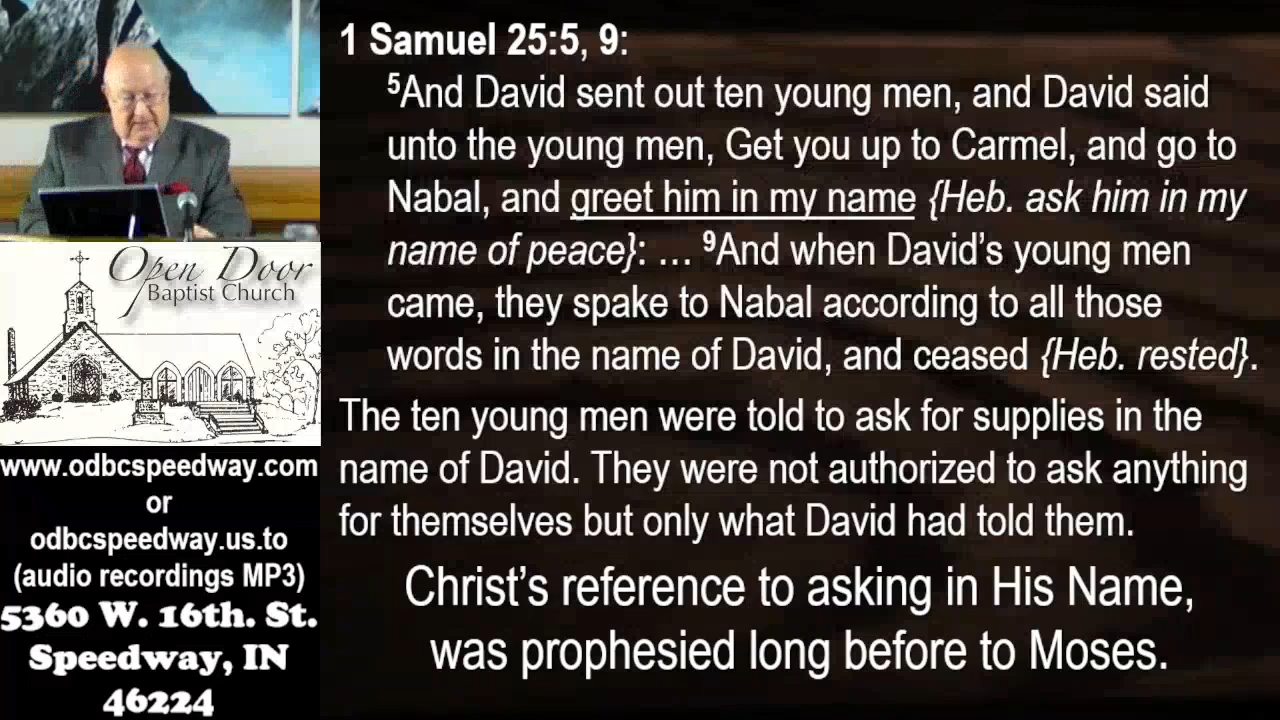 1 Samuel 25:5, 9:
⁵And David sent out ten young men, and David said
unto the young men, Get you up to Carmel, and go to
Nabal, and greet him in my name {Heb. ask him in my
name of peace}: … ⁹And when David’s young men
came, they spake to Nabal according to all those
words in the name of David, and ceased {Heb. rested}.
The ten young men were told to ask for supplies in the
name of David. They were not authorized to ask anything
for themselves but only what David had told them.
Christ’s reference to asking in His Name,
was prophesied long before to Moses.
Open Door
Baptist Church
www.odbcspeedway.com
or
odbcspeedway.us.to
(audio recordings MP3)
5360 W. 16th. St.
Speedway, IN
46224